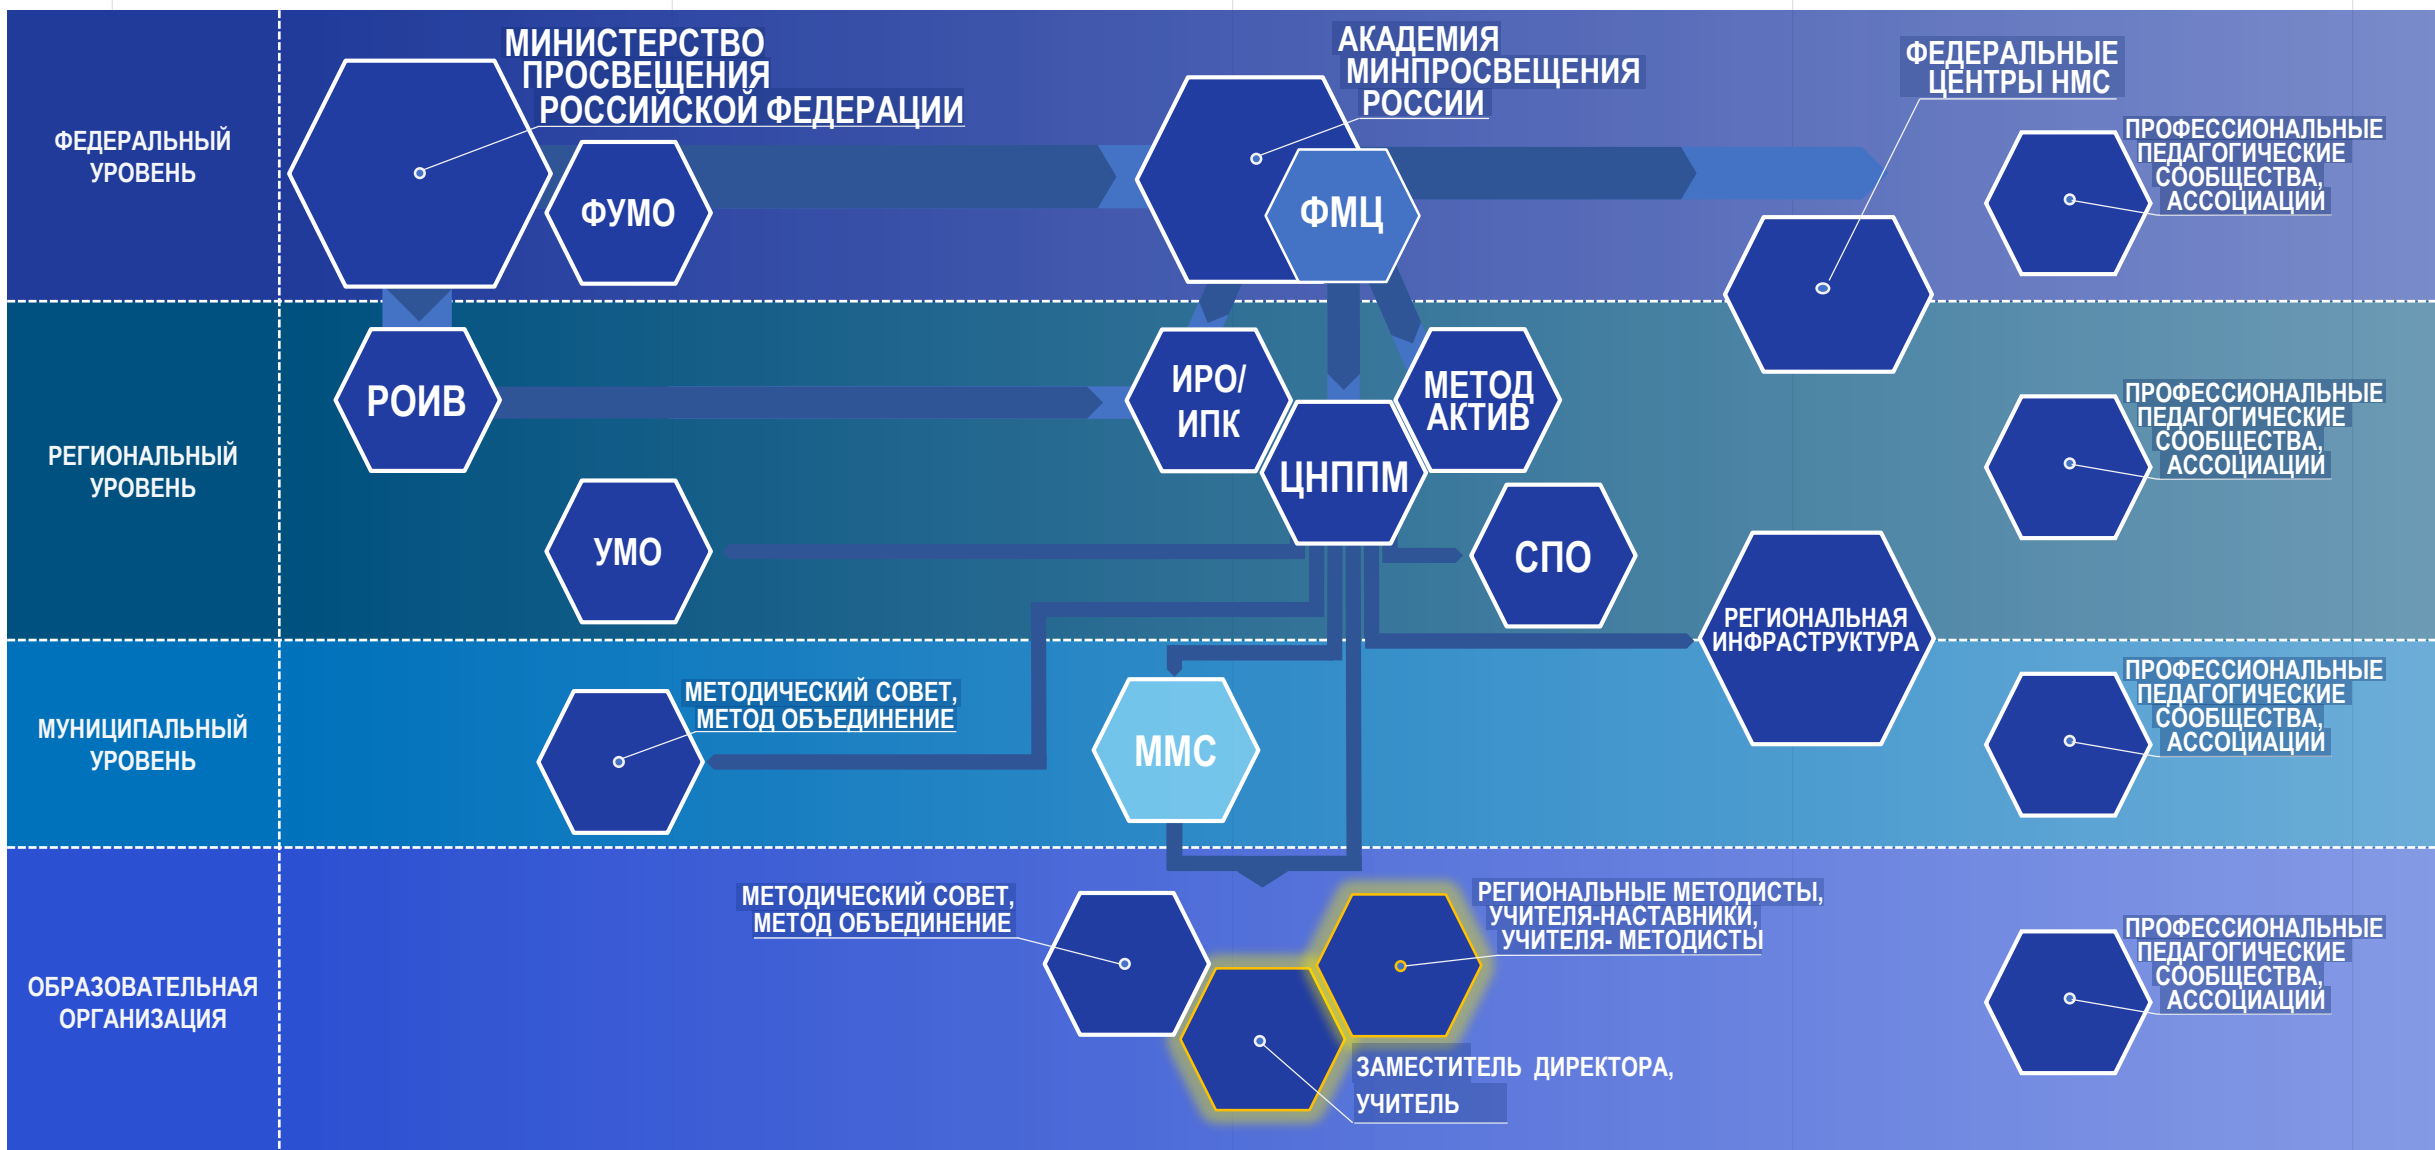 ФЕДЕРАЛЬНЫЙ
УРОВЕНЬ
МИНИСТЕРСТВО
ПРОСВЕЩЕНИЯ
РОССИЙСКОЙ ФЕДЕРАЦИИ
ФУМО
АКАДЕМИЯ
МИНПРОСВЕЩЕНИЯ
РОССИИ
ФМЦ
ФЕДЕРАЛЬНЫЕ
ЦЕНТРЫ НМС
ПРОФЕССИОНАЛЬНЫЕ
ПЕДАГОГИЧЕСКИЕ
СООБЩЕСТВА,
АССОЦИАЦИИ
РЕГИОНАЛЬНЫЙ
УРОВЕНЬ
РОИВ
ИРО/
ИПК
МЕТОД
АКТИВ
ЦНППМ
УМО
СПО
РЕГИОНАЛЬНАЯ
ИНФРАСТРУКТУРА
ПРОФЕССИОНАЛЬНЫЕ
ПЕДАГОГИЧЕСКИЕ
СООБЩЕСТВА,
АССОЦИАЦИИ
МУНИЦИПАЛЬНЫЙ
УРОВЕНЬ
МЕТОДИЧЕСКИЙ СОВЕТ,
МЕТОД ОБЪЕДИНЕНИЕ
ММС
ПРОФЕССИОНАЛЬНЫЕ
ПЕДАГОГИЧЕСКИЕ
СООБЩЕСТВА,
АССОЦИАЦИИ
ОБРАЗОВАТЕЛЬНАЯ
ОРГАНИЗАЦИЯ
МЕТОДИЧЕСКИЙ СОВЕТ,
МЕТОД ОБЪЕДИНЕНИЕ
РЕГИОНАЛЬНЫЕ МЕТОДИСТЫ,
УЧИТЕЛЯ-НАСТАВНИКИ,
УЧИТЕЛЯ- МЕТОДИСТЫ
ЗАМЕСТИТЕЛЬ ДИРЕКТОРА,
УЧИТЕЛЬ
ПРОФЕССИОНАЛЬНЫЕ
ПЕДАГОГИЧЕСКИЕ
СООБЩЕСТВА,
АССОЦИАЦИИ